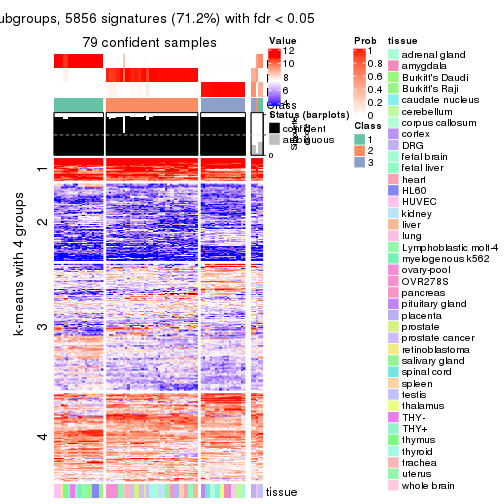 ubgroups, 5856 signatures (71.2%) with fdr < 0.05
79 confident samples
k-means with 4 groups
1
2
3
4
Class
0
tissue
Value
12
10
8
6
4
Status (barplots)
confident
ambiguous
Prob
1
0.8
0.6
0.4
0.2
0
Class
1
2
3
tissue
adrenal gland
amygdala
Burkitt's Daudi
Burkitt's Raji
caudate nucleus
cerebellum
corpus callosum
cortex
DRG
fetal brain
fetal liver
heart
HL60
HUVEC
kidney
liver
lung
Lymphoblastic molt-4
myelogenous k562
ovary-pool
OVR278S
pancreas
pituitary gland
placenta
prostate
prostate cancer
retinoblastoma
salivary gland
spinal cord
spleen
testis
thalamus
THY-
THY+
thymus
thyroid
trachea
uterus
whole brain